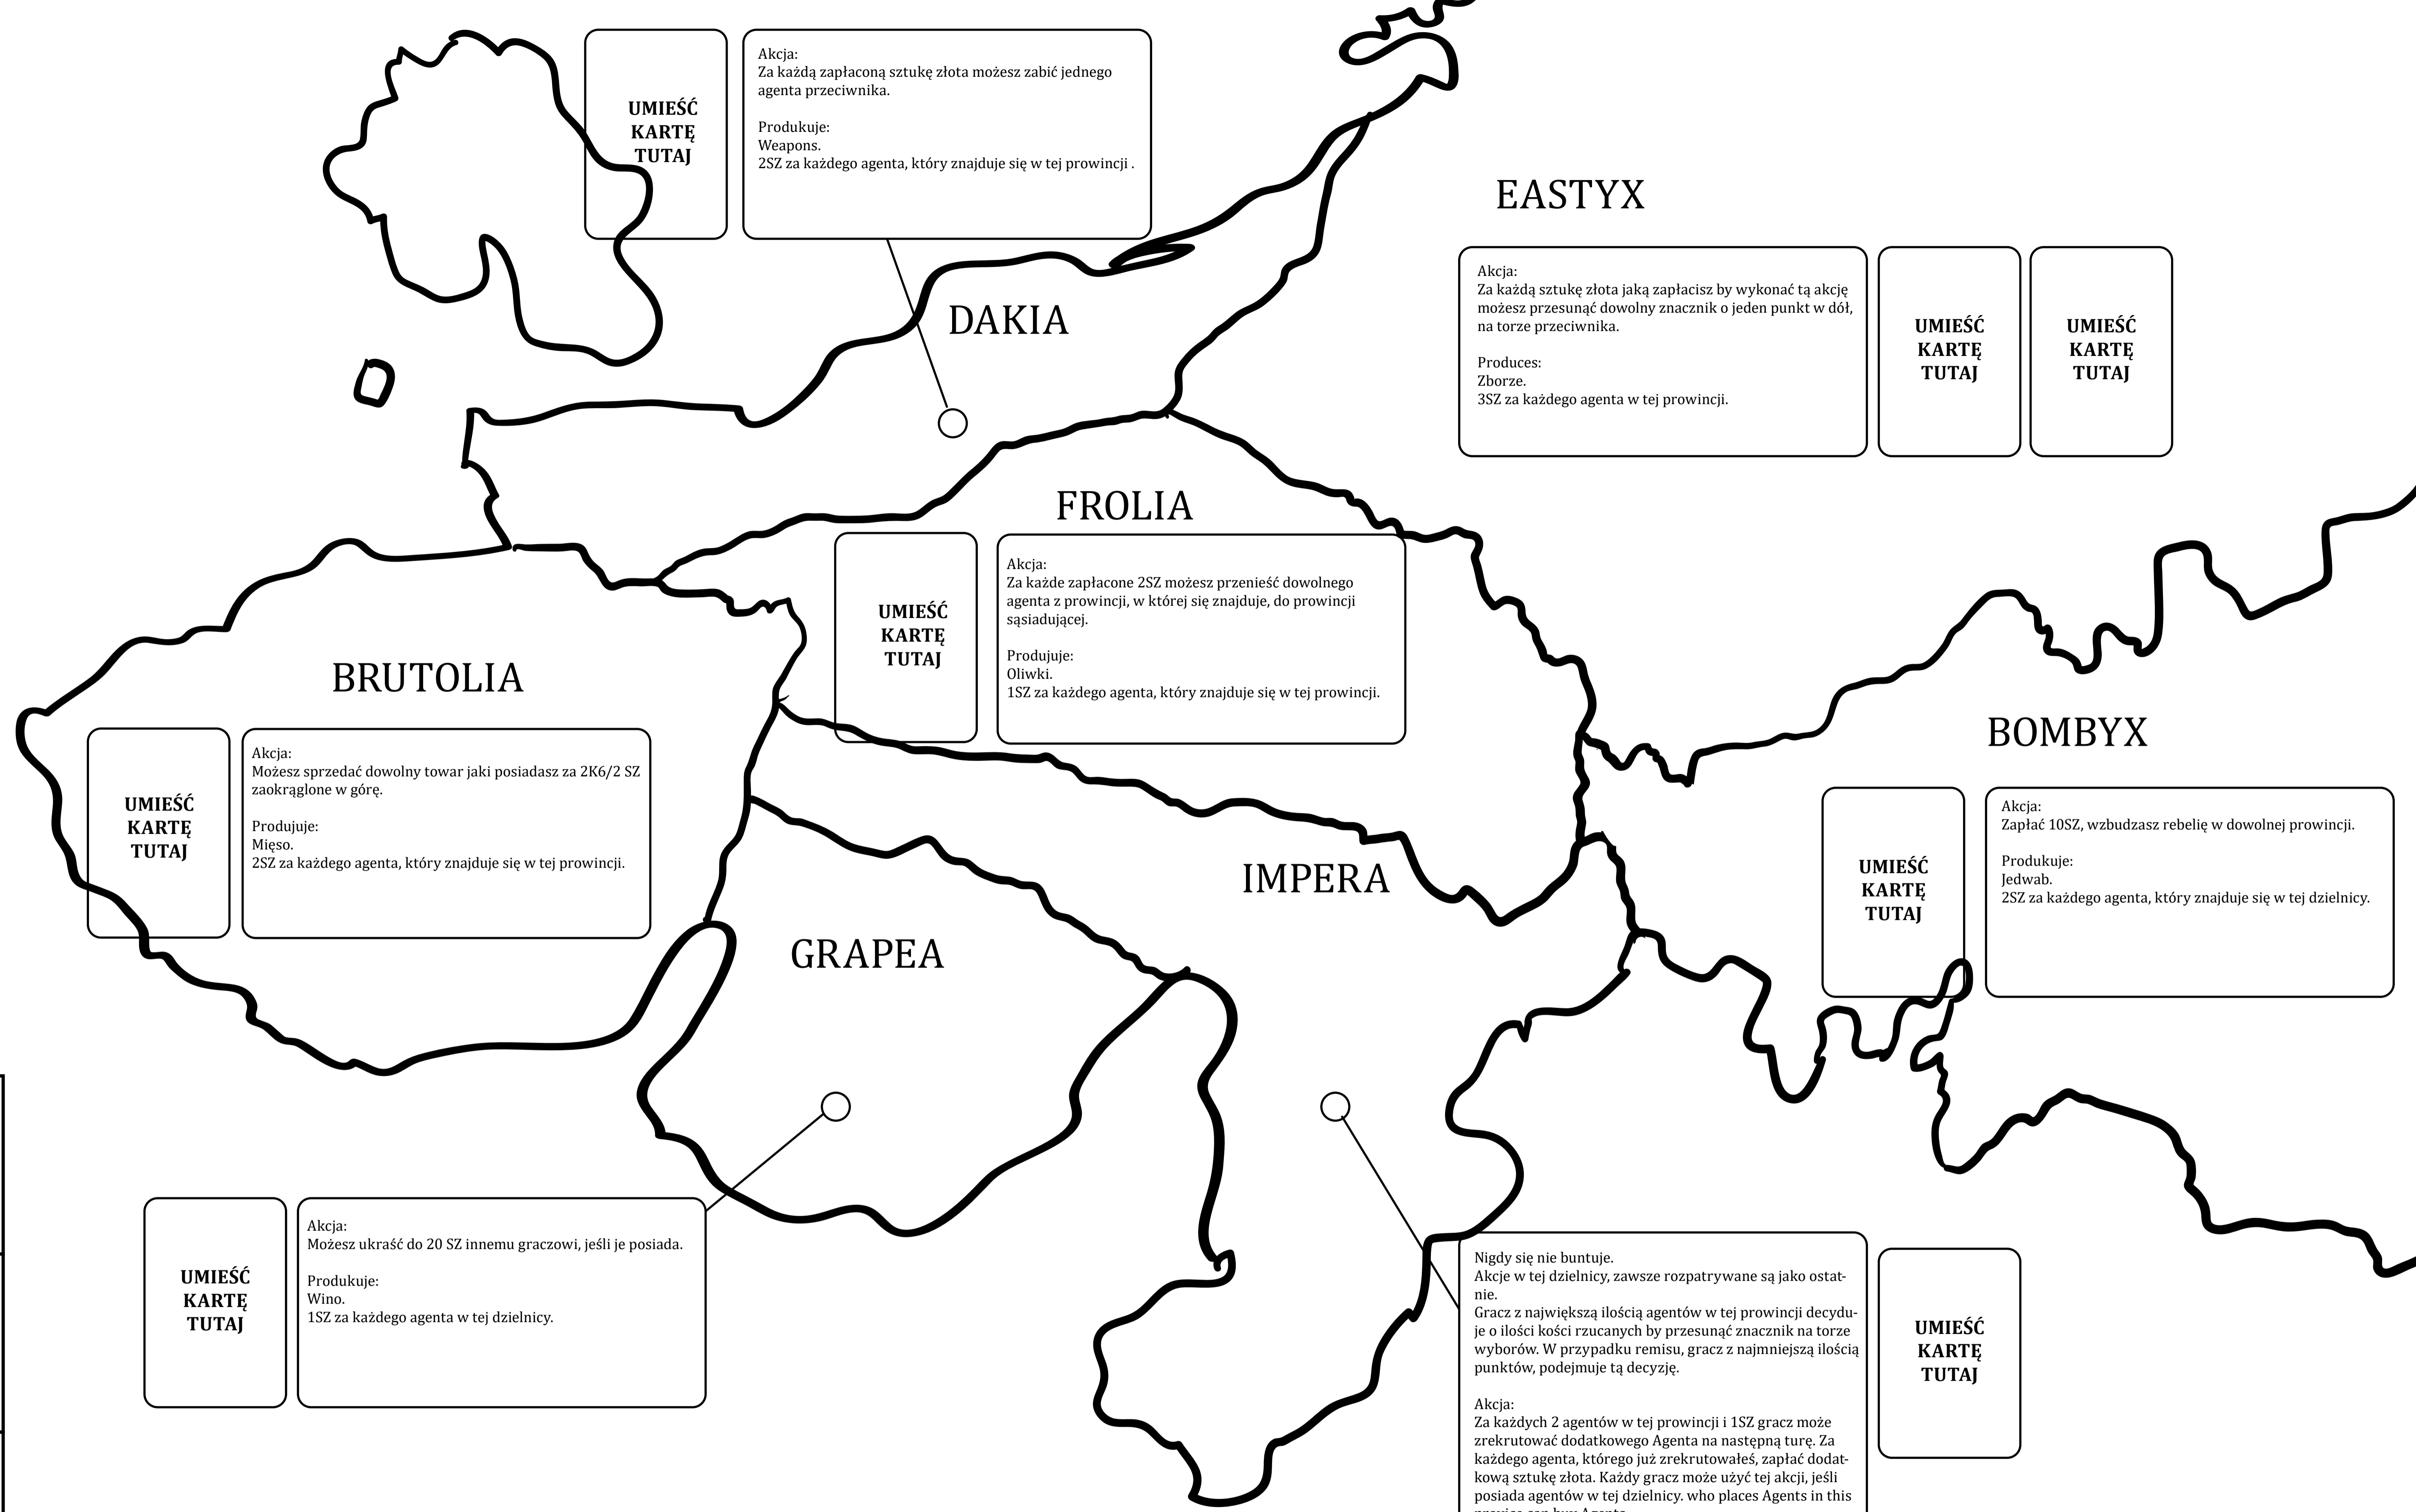 UMIEŚĆ
KARTĘ
TUTAJ
Akcja:
Za każdą zapłaconą sztukę złota możesz zabić jednego
agenta przeciwnika.
Produkuje:
Weapons.
2SZ za każdego agenta, który znajduje się w tej prowincji .
DAKIA
EASTYX
Akcja:
Za każdą sztukę złota jaką zapłacisz by wykonać tą akcję
możesz przesunąć dowolny znacznik o jeden punkt w dół,
na torze przeciwnika.
Produces:
Zborze.
3SZ za każdego agenta w tej prowincji.
UMIEŚĆ
KARTĘ
TUTAJ
UMIEŚĆ
KARTĘ
TUTAJ
FROLIA
UMIEŚĆ
KARTĘ
TUTAJ
Akcja:
Za każde zapłacone 2SZ możesz przenieść dowolnego
agenta z prowincji, w której się znajduje, do prowincji
sąsiadującej.
Produjuje:
Oliwki.
1SZ za każdego agenta, który znajduje się w tej prowincji.
BRUTOLIA
UMIEŚĆ
KARTĘ
TUTAJ
Akcja:
Możesz sprzedać dowolny towar jaki posiadasz za 2K6/2 SZ
zaokrąglone w górę.
Produjuje:
Mięso.
2SZ za każdego agenta, który znajduje się w tej prowincji.
BOMBYX
UMIEŚĆ
KARTĘ
TUTAJ
Akcja:
Zapłać 10SZ, wzbudzasz rebelię w dowolnej prowincji.
Produkuje:
Jedwab.
2SZ za każdego agenta, który znajduje się w tej dzielnicy.
IMPERA
GRAPEA
UMIEŚĆ
KARTĘ
TUTAJ
Akcja:
Możesz ukraść do 20 SZ innemu graczowi, jeśli je posiada.
Produkuje:
Wino.
1SZ za każdego agenta w tej dzielnicy.
Nigdy się nie buntuje.
Akcje w tej dzielnicy, zawsze rozpatrywane są jako ostat-
nie.
Gracz z największą ilością agentów w tej prowincji decydu-
je o ilości kości rzucanych by przesunąć znacznik na torze
wyborów. W przypadku remisu, gracz z najmniejszą ilością
punktów, podejmuje tą decyzję.
Akcja:
Za każdych 2 agentów w tej prowincji i 1SZ gracz może
zrekrutować dodatkowego Agenta na następną turę. Za
każdego agenta, którego już zrekrutowałeś, zapłać dodat-
kową sztukę złota. Każdy gracz może użyć tej akcji, jeśli
posiada agentów w tej dzielnicy. who places Agents in this
UMIEŚĆ
KARTĘ
TUTAJ